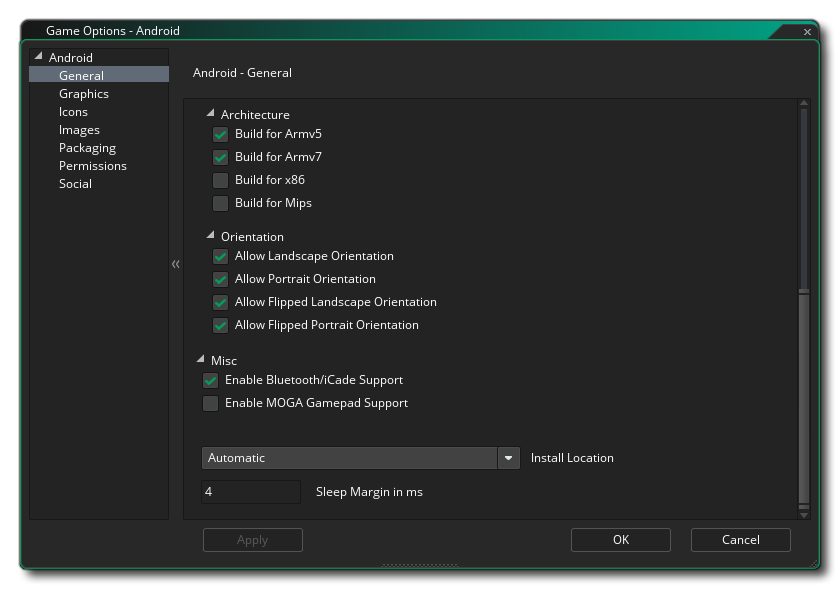 Game Options - Android
Android
General
Graphics
Icons
Images
Packaging
Permissions
Social
Android - General
Architecture
Build for Armv5
Build for Armv7
Build for x86
Build for Mips
Orientation
Allow Landscape Orientation
Allow Portrait Orientation
Allow Flipped Landscape Orientation
Allow Flipped Portrait Orientation
Misc
Enable Bluetooth/iCade Support
Enable MOGA Gamepad Support
Automatic Install Location
4 Sleep Margin in ms
Apply OK Cancel